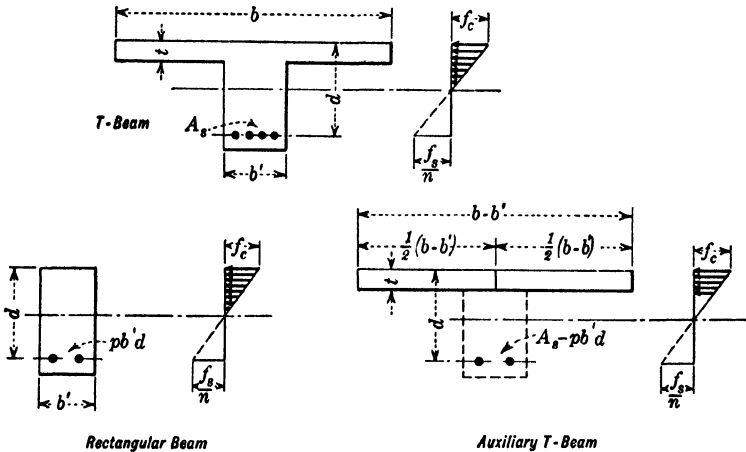 b
t
d
f_c
T-Beam
A_s
f_s/n
b'
b-b'
1/2(b-b')
1/2(b-b')
f_c
f_c
d
t
d
pb'd
A_s-pb'd
f_s/n
f_s/n
b'
Rectangular Beam
Auxiliary T-Beam